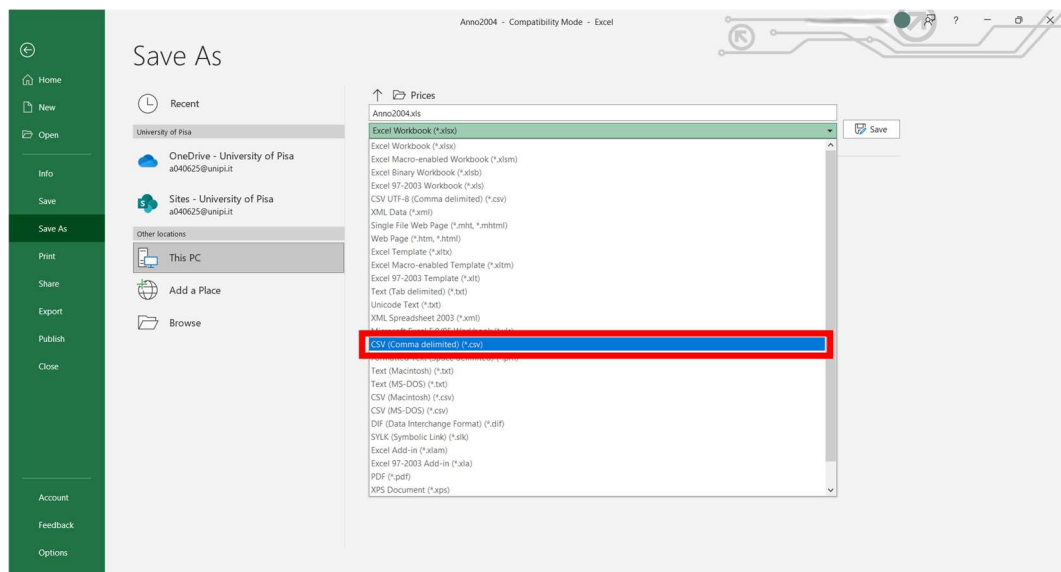 Anno2004 - Compatibility Mode - Excel
?
Save As
Home
New
Open
Info
Save
Save As
Print
Share
Export
Publish
Close
Account
Feedback
Options
Recent
University of Pisa
OneDrive - University of Pisa
a040625@unipi.it
Sites - University of Pisa
a040625@unipi.it
Other locations
This PC
Add a Place
Browse
Prices
Anno2004.xls
Excel Workbook (*.xlsx)
Save
Excel Workbook (*.xlsx)
Excel Macro-enabled Workbook (*.xlsm)
Excel Binary Workbook (*.xlsb)
Excel 97-2003 Workbook (*.xls)
CSV UTF-8 (Comma delimited) (*.csv)
XML Data (*.xml)
Single File Web Page (*.mht, *.mhtml)
Web Page (*.htm, *.html)
Excel Template (*.xltx)
Excel Macro-enabled Template (*.xltm)
Excel 97-2003 Template (*.xlt)
Text (Tab delimited) (*.txt)
Unicode Text (*.txt)
XML Spreadsheet 2003 (*.xml)
CSV (Comma delimited) (*.csv)
Text (Macintosh) (*.txt)
Text (MS-DOS) (*.txt)
CSV (Macintosh) (*.csv)
CSV (MS-DOS) (*.csv)
DIF (Data Interchange Format) (*.dif)
SYLK (Symbolic Link) (*.slk)
Excel Add-in (*.xlam)
Excel 97-2003 Add-in (*.xla)
PDF (*.pdf)
XPS Document (*.xps)